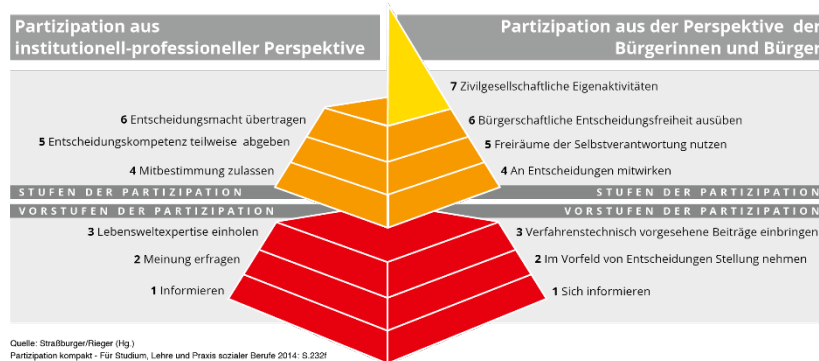 Partizipation aus
institutionell-professioneller Perspektive
Partizipation aus der Perspektive der
Bürgerinnen und Bürger
7 Zivilgesellschaftliche Eigenaktivitäten
6 Entscheidungsmacht übertragen
6 Bürgerschaftliche Entscheidungsfreiheit ausüben
5 Entscheidungskompetenz teilweise abgeben
5 Freiräume der Selbstverantwortung nutzen
4 Mitbestimmung zulassen
4 An Entscheidungen mitwirken
STUFEN DER PARTIZIPATION
STUFEN DER PARTIZIPATION
VORSTUFEN DER PARTIZIPATION
VORSTUFEN DER PARTIZIPATION
3 Lebensweltexpertise einholen
3 Verfahrenstechnisch vorgesehene Beiträge einbringen
2 Meinung erfragen
2 Im Vorfeld von Entscheidungen Stellung nehmen
1 Informieren
1 Sich informieren
Quelle: Straßburger/Rieger (Hg.)
Partizipation kompakt - Für Studium, Lehre und Praxis sozialer Berufe 2014: S.232f